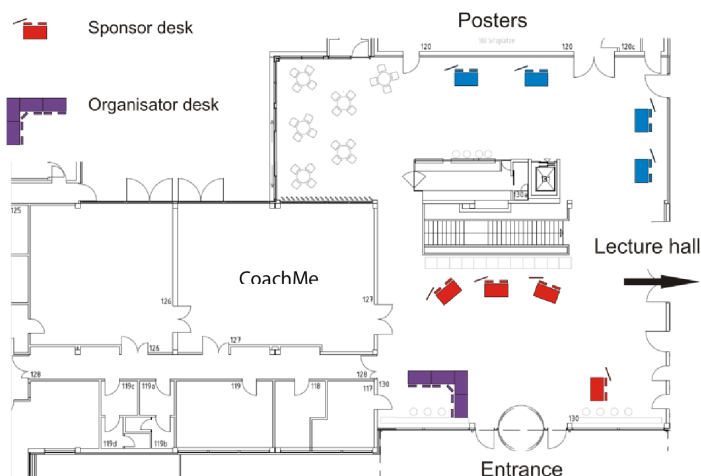 Posters
Sponsor desk
120
120
120c
Organisator desk
130a
125
Lecture hall
CoachMe
126
127
126
127
128
128
119c
119a
119
118
117
130
119d
119b
130
Entrance